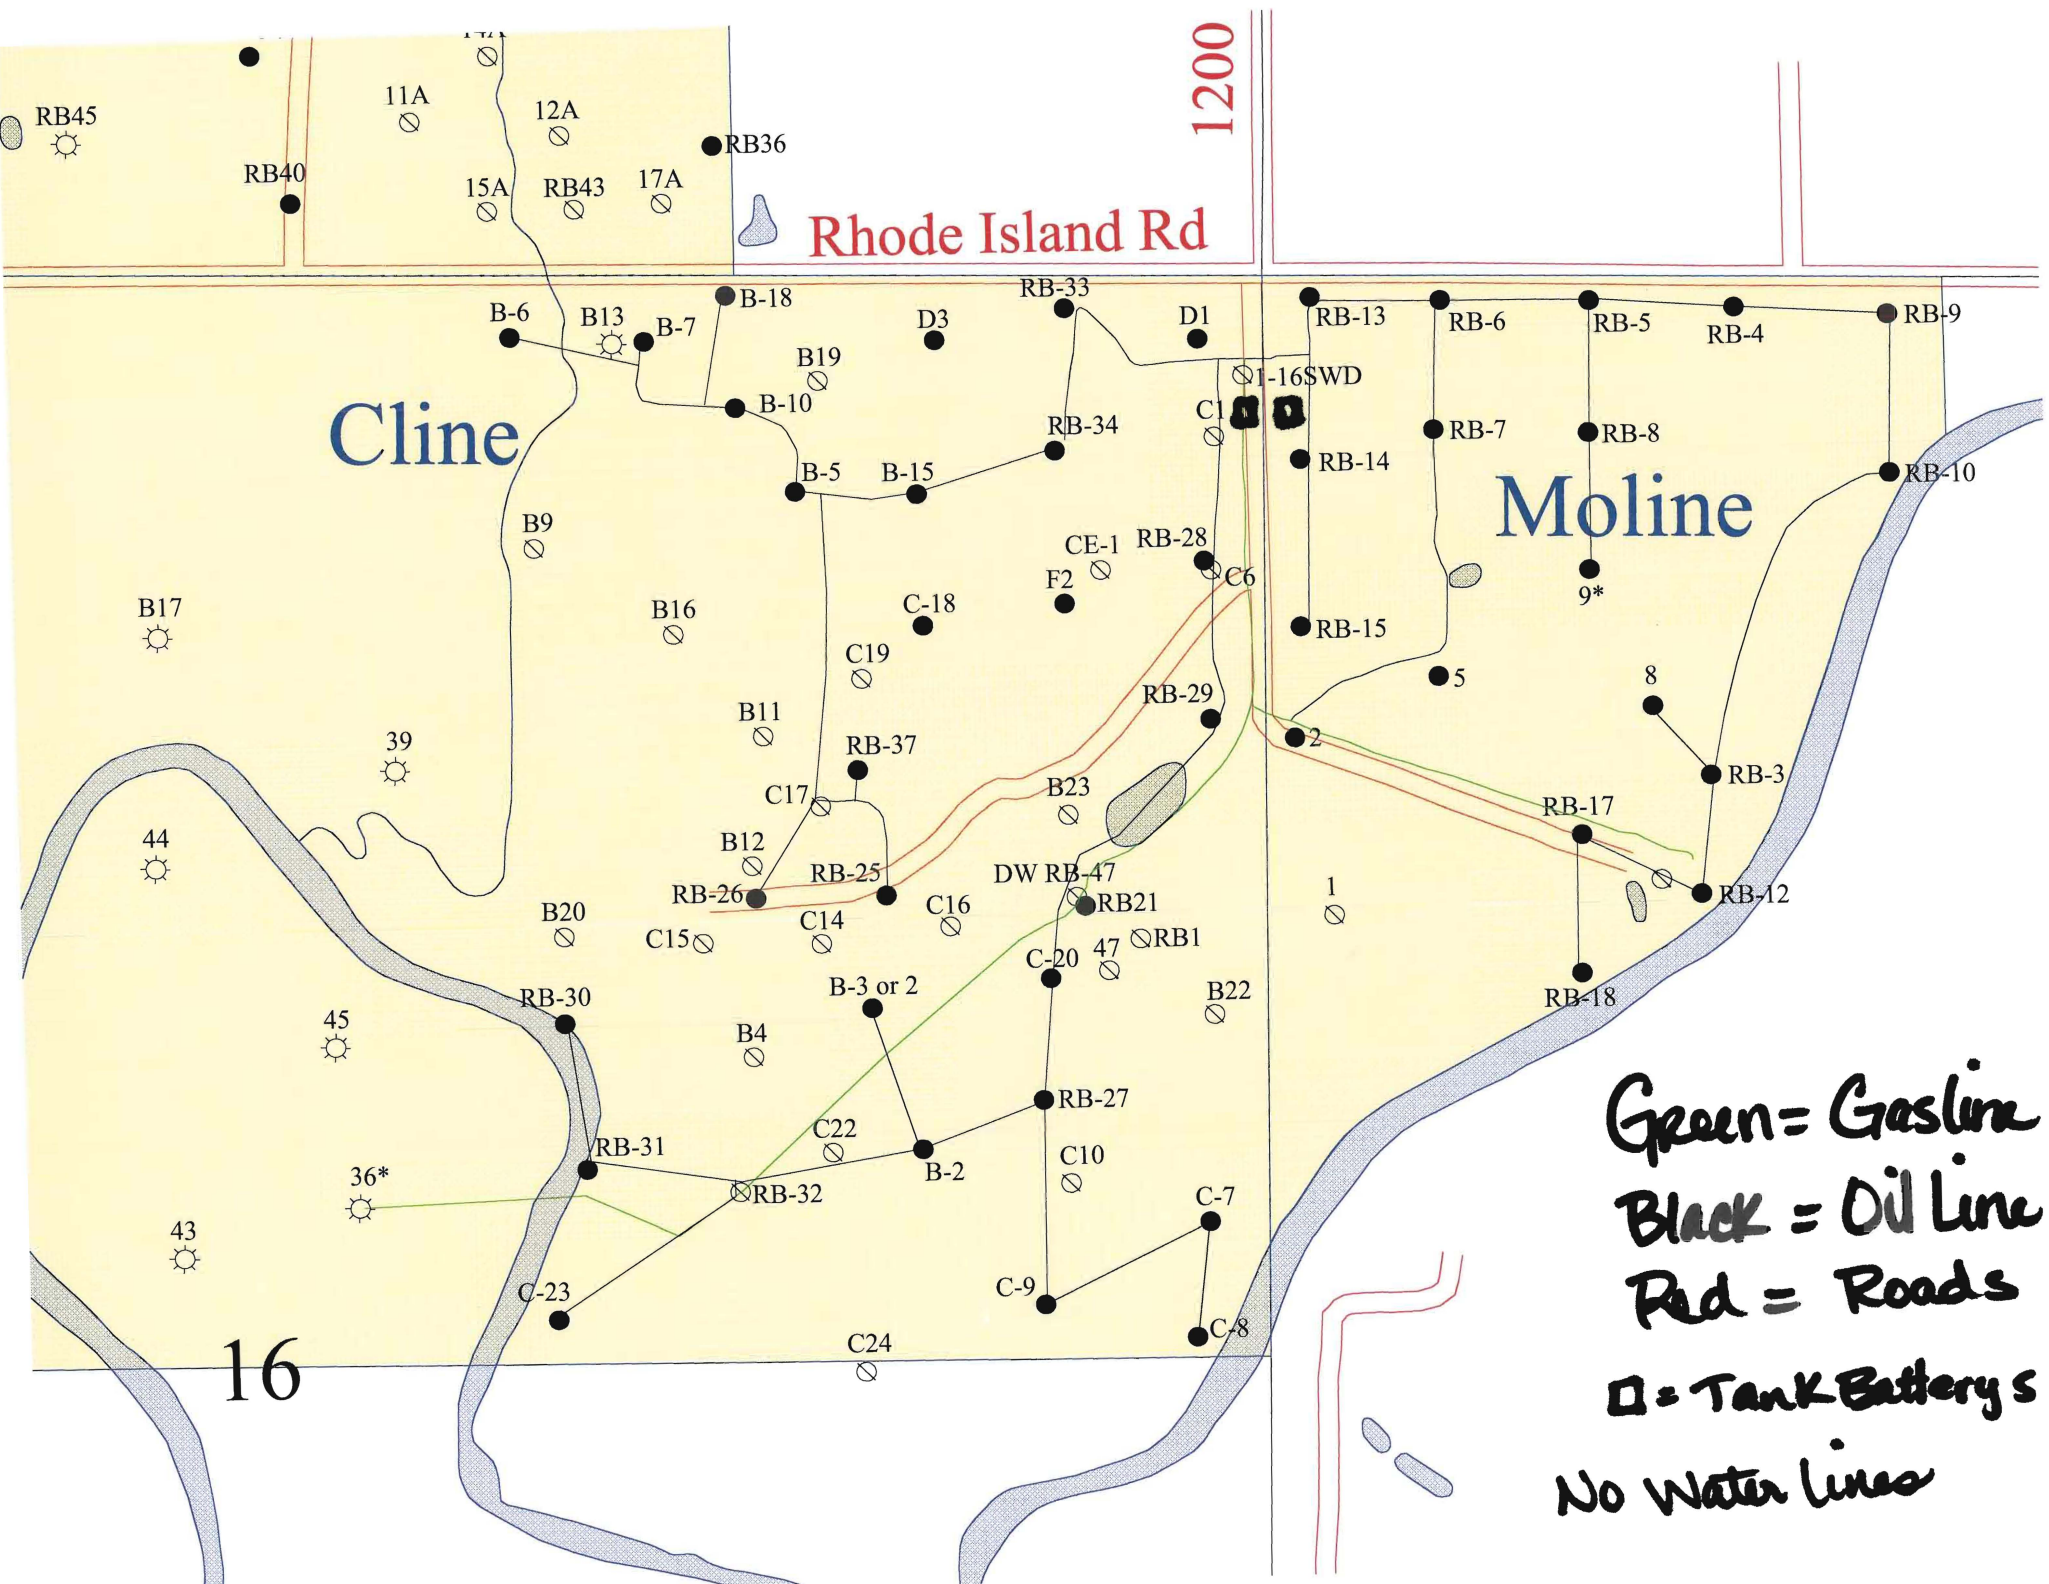 1200
RB45
11A
12A
RB36
RB40
15A
RB43
17A
Rhode Island Rd
B-6
B13
B-7
B-18
B19
D3
RB-33
D1
RB-13
RB-6
RB-5
RB-4
RB-9
Cline
B-10
1-16SWD
C1
RB-34
RB-14
RB-7
RB-8
RB-10
B-5
B-15
Moline
B9
CE-1
RB-28
C6
F2
9*
B17
B16
C-18
RB-15
C19
5
8
RB-29
B11
39
RB-37
2
RB-3
C17
B23
RB-17
44
B12
RB-26
RB-25
DW RB-47
RB21
1
RB-12
B20
C15
C14
C16
RB1
47
C-20
RB-30
B-3 or 2
B22
RB-18
45
B4
RB-27
Green = Gasline
C22
RB-31
B-2
C10
36*
RB-32
C-7
Black = Oil Line
43
C-23
C-9
C-8
Red = Roads
16
C24
= Tank Batterys
No Water lines